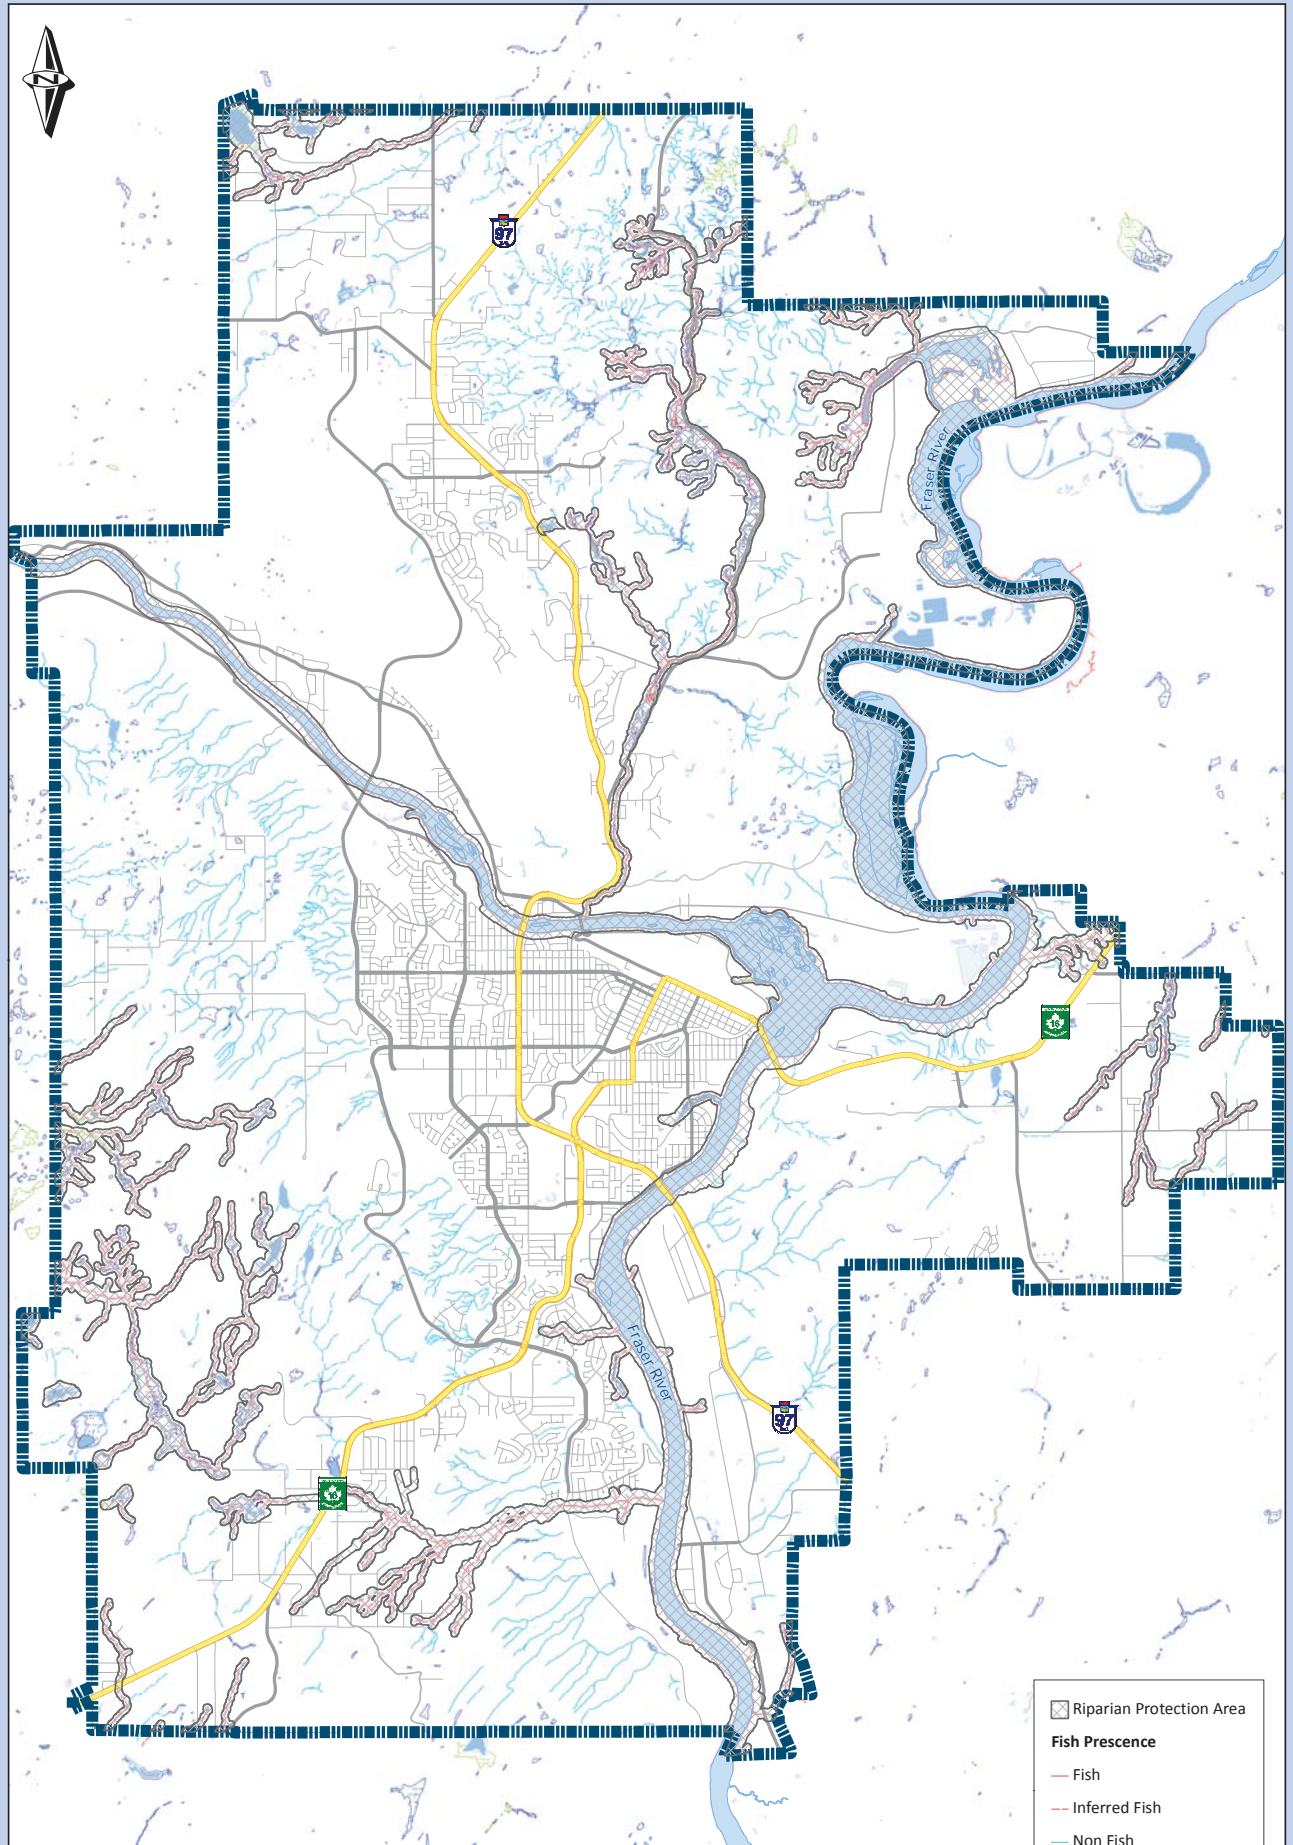 N
97
Fraser River
16
Fraser River
97
16
Riparian Protection Area
Fish Prescence
Fish
Inferred Fish
Non Fish